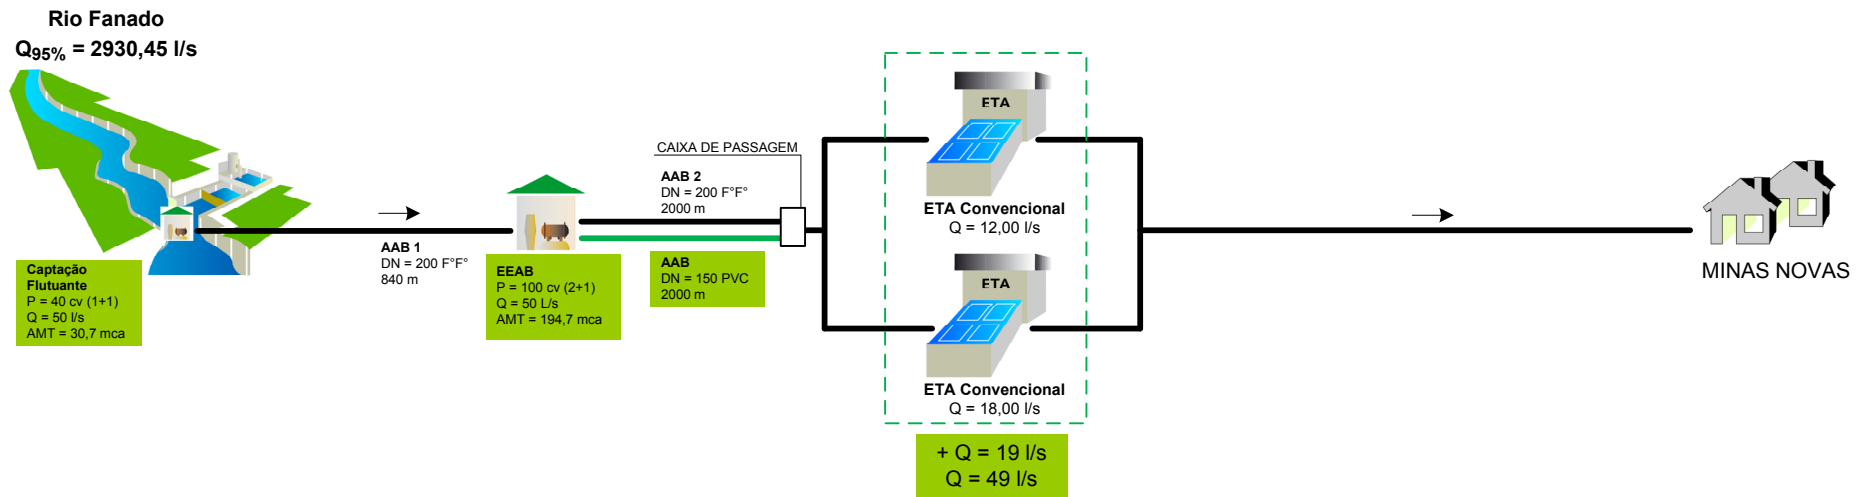 Rio Fanado
Q95% = 2930,45 l/s
Captação
Flutuante
P = 40 cv (1+1)
Q = 50 l/s
AMT = 30,7 mca
AAB 1
DN = 200 F°F°
840 m
EEAB
P = 100 cv (2+1)
Q = 50 L/s
AMT = 194,7 mca
CAIXA DE PASSAGEM
AAB 2
DN = 200 F°F°
2000 m
AAB
DN = 150 PVC
2000 m
ETA
ETA Convencional
Q = 12,00 l/s
ETA
ETA Convencional
Q = 18,00 l/s
+ Q = 19 l/s
Q = 49 l/s
MINAS NOVAS